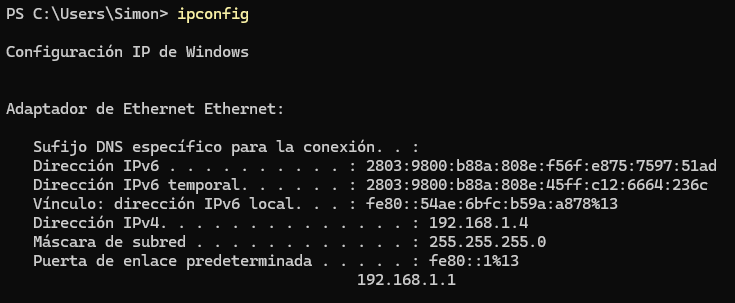 PS C:\Users\Simon> ipconfig
Configuración IP de Windows
Adaptador de Ethernet Ethernet:
Sufijo DNS específico para la conexión. . :
Dirección IPv6 . . . . . . . . . . : 2803:9800:b88a:808e:f56f:e875:7597:51ad
Dirección IPv6 temporal. . . . . . : 2803:9800:b88a:808e:45ff:c12:6664:236c
Vínculo: dirección IPv6 local. . . : fe80::54ae:6bfc:b59a:a878%13
Dirección IPv4. . . . . . . . . . . . . . : 192.168.1.4
Máscara de subred . . . . . . . . . . . . : 255.255.255.0
Puerta de enlace predeterminada . . . . . : fe80::1%13
192.168.1.1